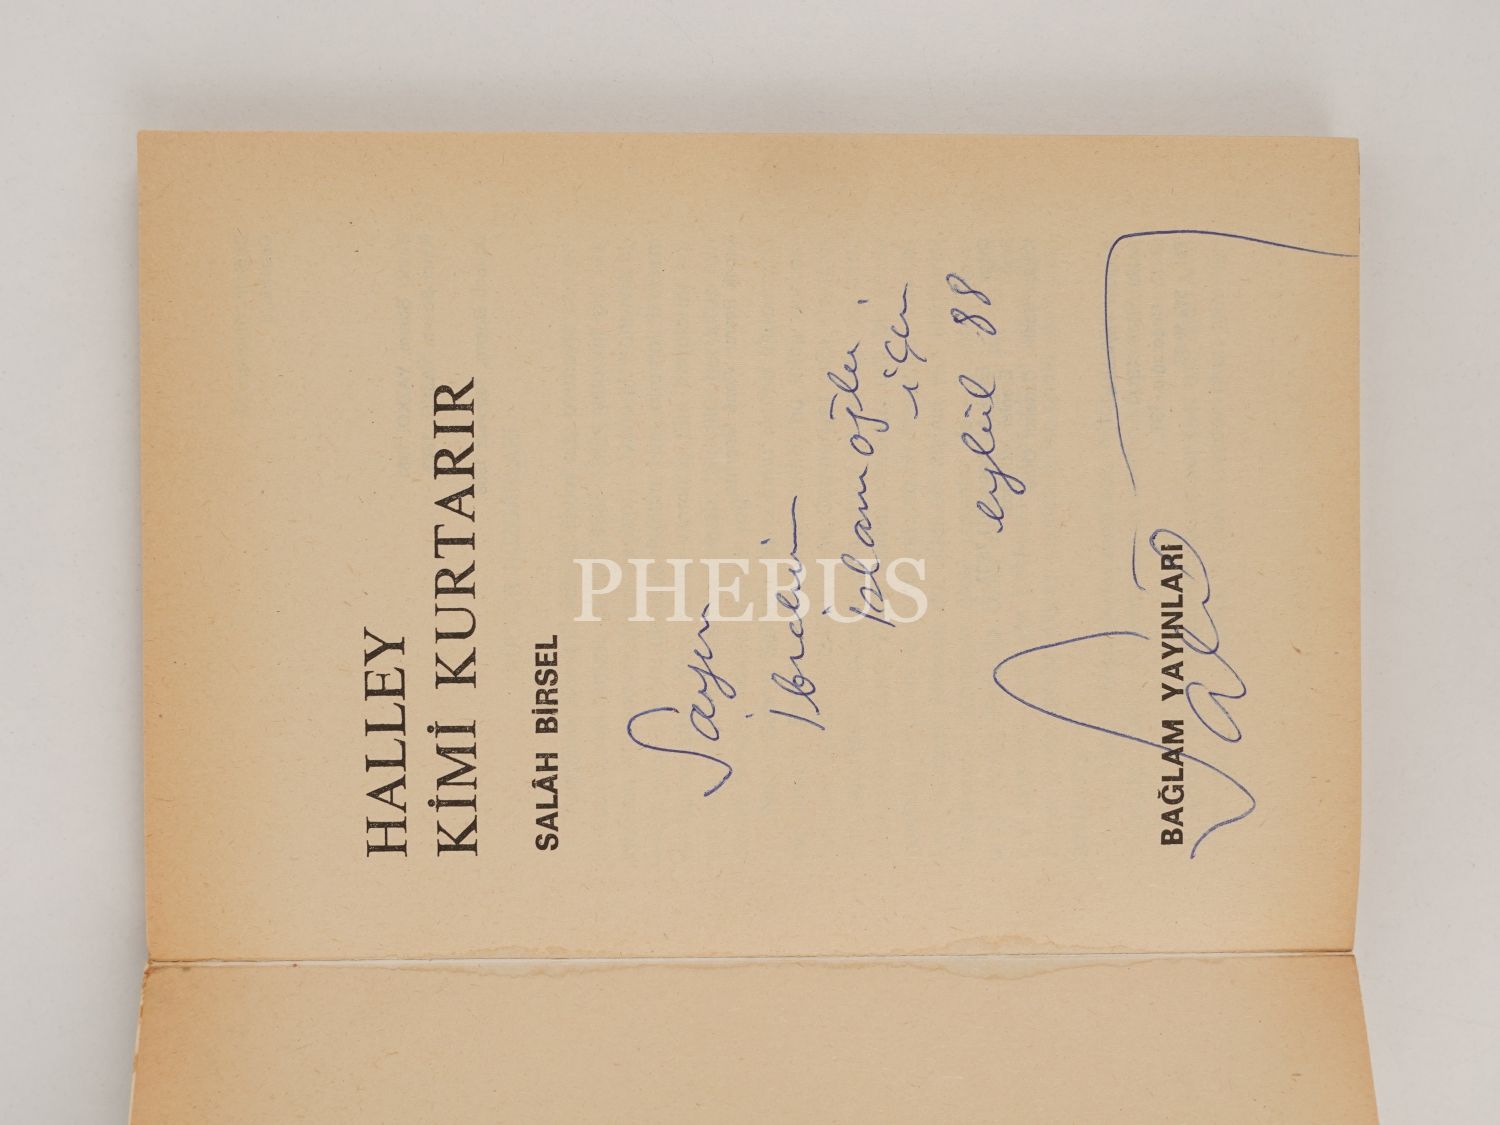 HALLEY
KİMİ KURTARIR
SALÂH BİRSEL
Sayın
İbrahim
İslamoğlu
için
eylül 88
BAĞLAM YAYINLARI
PHEBUS